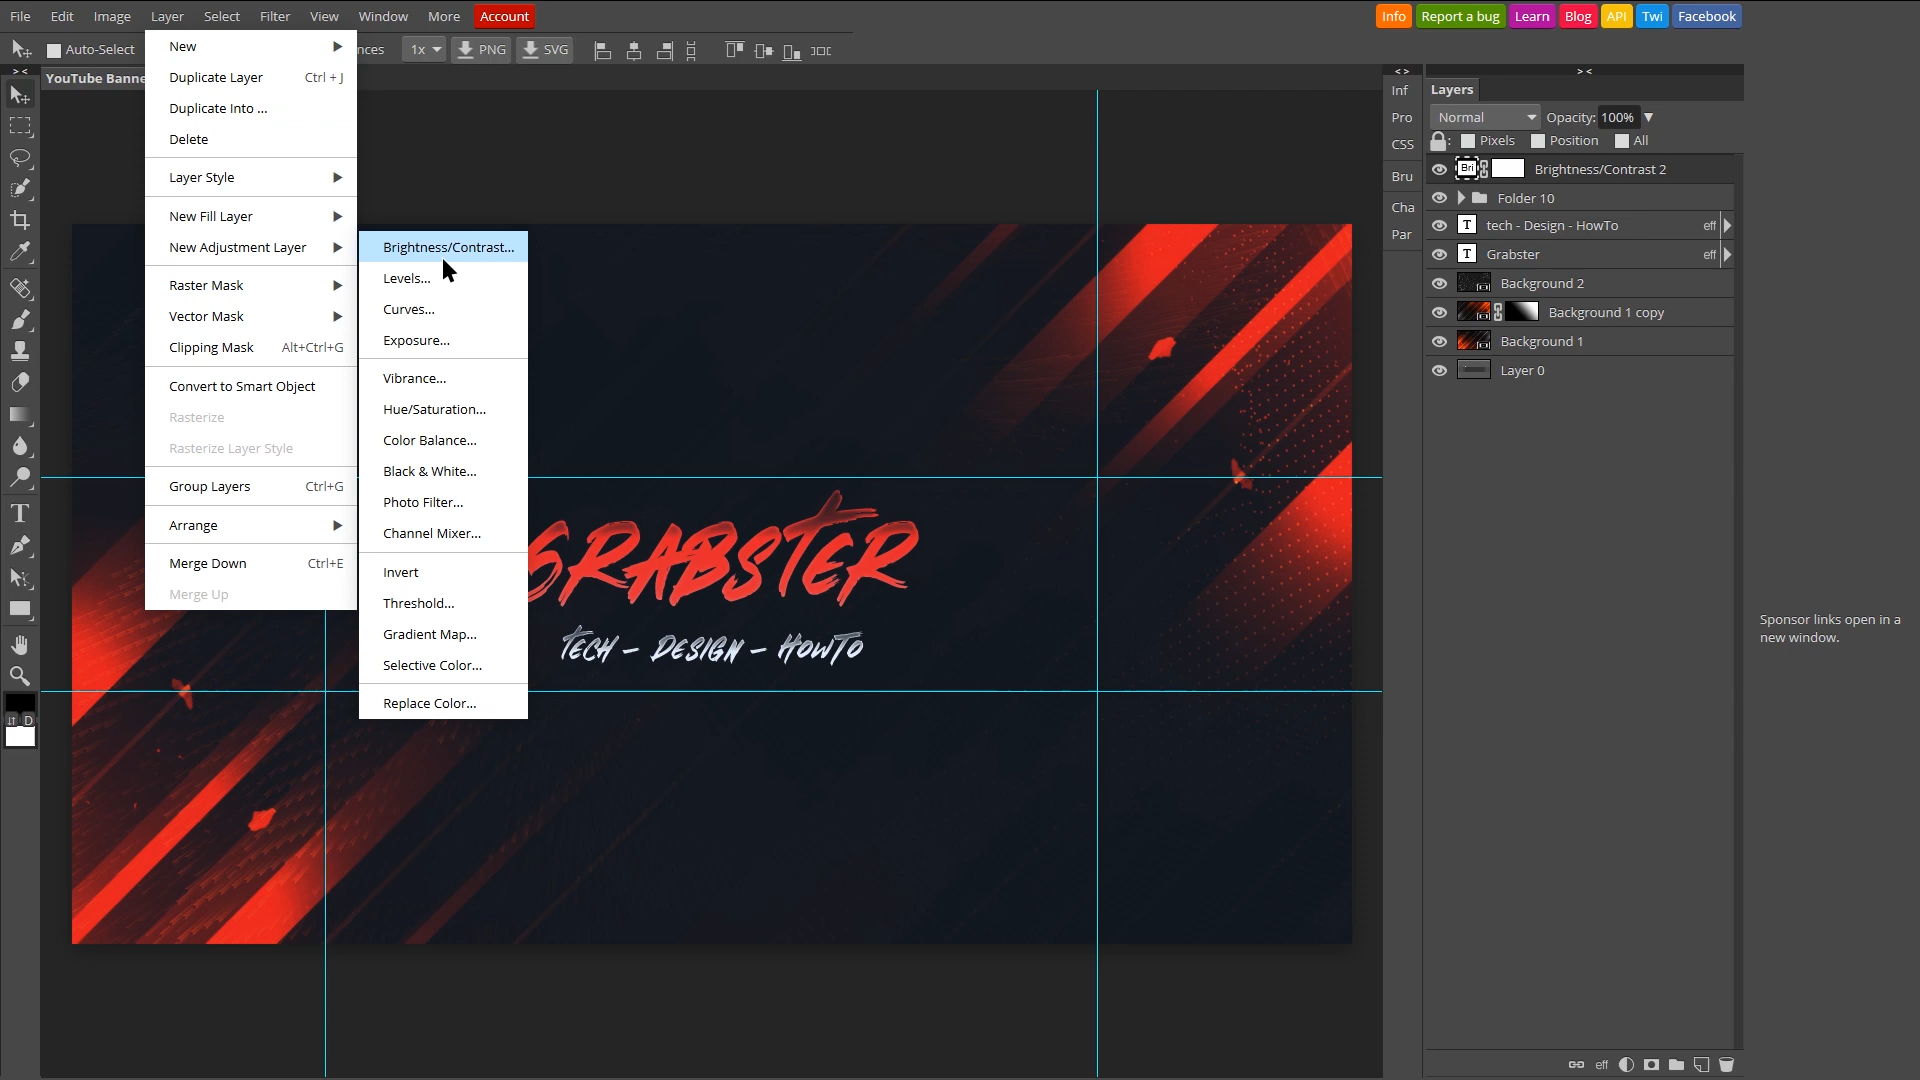 File Edit Image Layer Select Filter View Window More Account Info Report a bug Learn Blog API Twi Facebook
Auto-Select nces 1x PNG SVG
YouTube Banne
New
Duplicate Layer Ctrl + J
Duplicate Into ...
Delete
Layer Style
New Fill Layer
New Adjustment Layer
Raster Mask
Vector Mask
Clipping Mask Alt+Ctrl+G
Convert to Smart Object
Rasterize
Rasterize Layer Style
Group Layers Ctrl+G
Arrange
Merge Down Ctrl+E
Merge Up
Brightness/Contrast...
Levels...
Curves...
Exposure...
Vibrance...
Hue/Saturation...
Color Balance...
Black & White...
Photo Filter...
Channel Mixer...
Invert
Threshold...
Gradient Map...
Selective Color...
Replace Color...
GRABSTER
TECH - DESIGN - HOWTO
D
> <
< >
> <
Inf
Pro
CSS
Bru
Cha
Par
Layers
Normal Opacity: 100%
: Pixels Position All
Bri Brightness/Contrast 2
Folder 10
T tech - Design - HowTo eff
T Grabster eff
Background 2
Background 1 copy
Background 1
Layer 0
eff
Sponsor links open in a
new window.